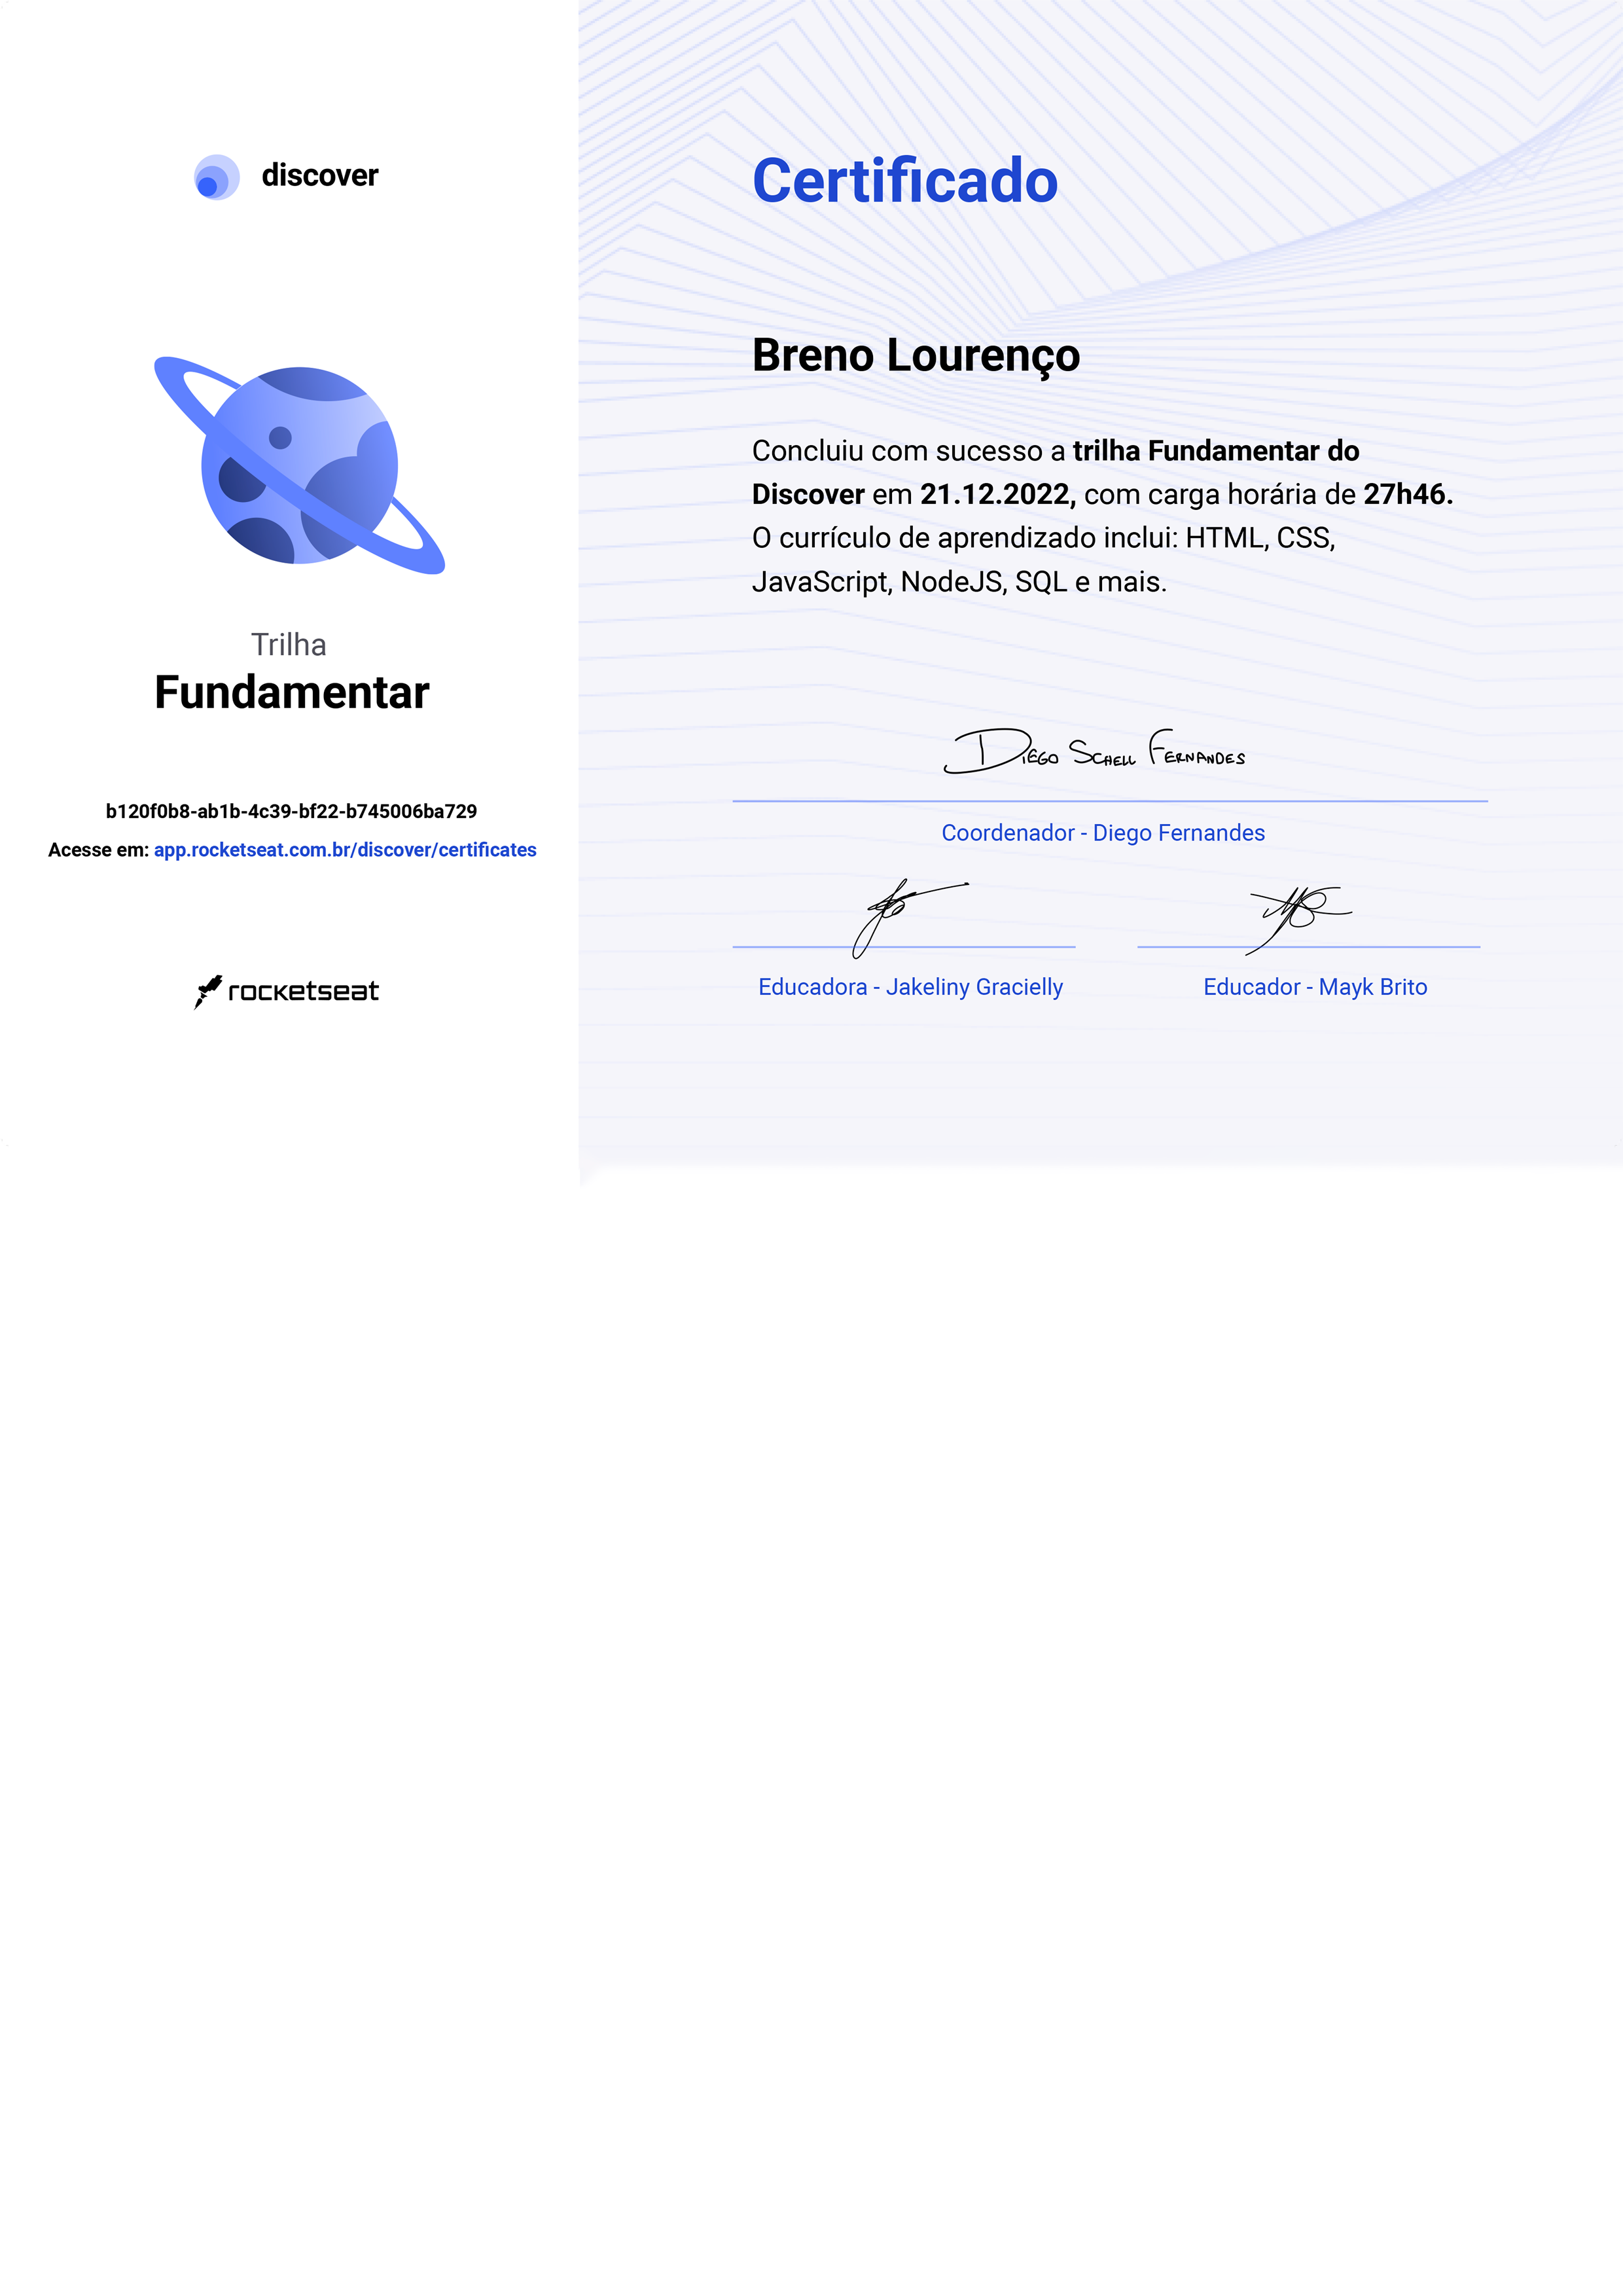 discover
Trilha
Fundamentar
b120f0b8-ab1b-4c39-bf22-b745006ba729
Acesse em: app.rocketseat.com.br/discover/certificates
rocketseat
Certificado
Breno Lourenço
Concluiu com sucesso a trilha Fundamentar do
Discover em 21.12.2022, com carga horária de 27h46.
O currículo de aprendizado inclui: HTML, CSS,
JavaScript, NodeJS, SQL e mais.
Diego Schell Fernandes
Coordenador - Diego Fernandes
Educadora - Jakeliny Gracielly
Educador - Mayk Brito